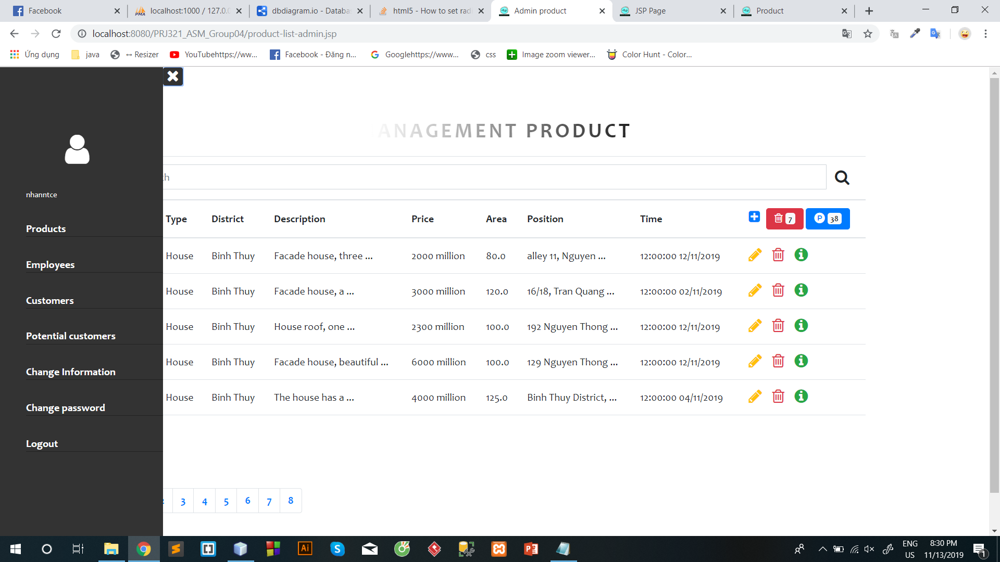 Facebook
localhost:1000 / 127.0.0
dbdiagram.io - Databas
html5 - How to set radi
Admin product
JSP Page
Product
localhost:8080/PRJ321_ASM_Group04/product-list-admin.jsp
Ứng dụng
java
↔ Resizer
YouTubehttps://ww...
Facebook - Đăng n...
Googlehttps://www...
css
Image zoom viewer...
Color Hunt - Color...
ANAGEMENT PRODUCT
ch
nhanntce
Products
Employees
Customers
Potential customers
Change Information
Change password
Logout
Type District Description Price Area Position Time 7 P 38
House Binh Thuy Facade house, three ... 2000 million 80.0 alley 11, Nguyen ... 12:00:00 12/11/2019
House Binh Thuy Facade house, a ... 3000 million 120.0 16/18, Tran Quang ... 12:00:00 02/11/2019
House Binh Thuy House roof, one ... 2300 million 100.0 192 Nguyen Thong ... 12:00:00 12/11/2019
House Binh Thuy Facade house, beautiful ... 6000 million 100.0 129 Nguyen Thong ... 12:00:00 12/11/2019
House Binh Thuy The house has a ... 4000 million 125.0 Binh Thuy District, ... 12:00:00 04/11/2019
2 3 4 5 6 7 8
ENG
US
8:30 PM
11/13/2019
1